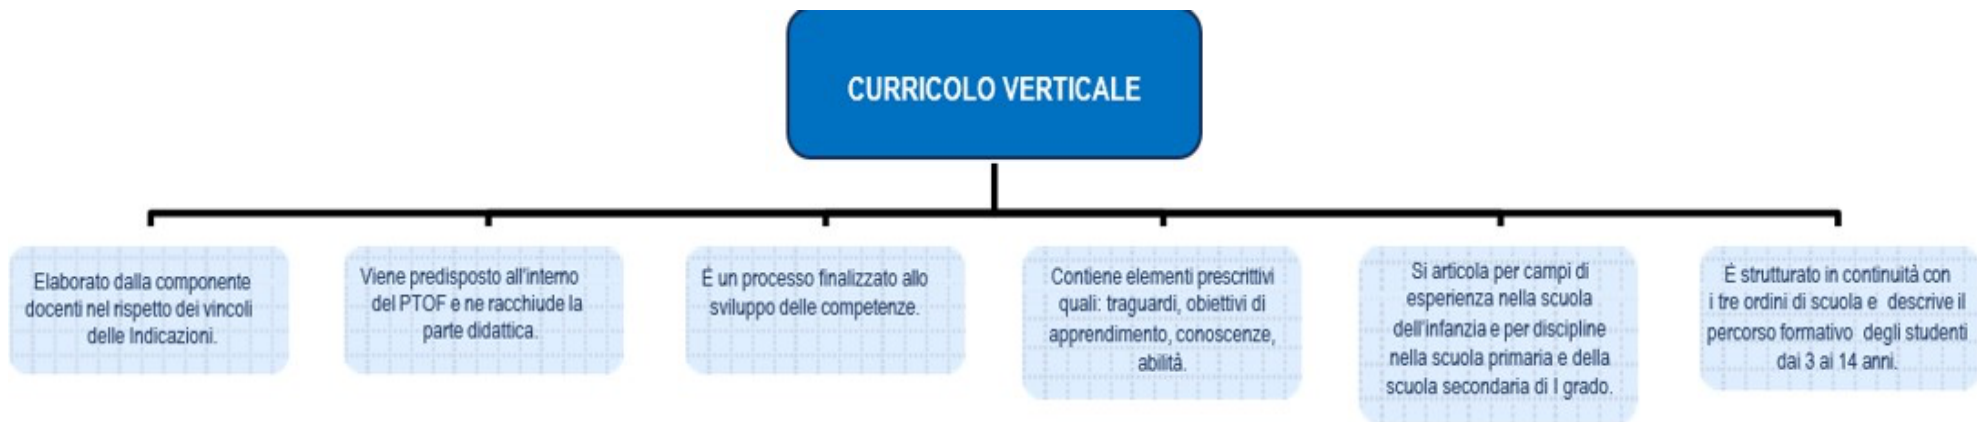 CURRICOLO VERTICALE
Elaborato dalla componente
docenti nel rispetto dei vincoli
delle Indicazioni.
Viene predisposto all'interno
del PTOF e ne racchiude la
parte didattica.
È un processo finalizzato allo
sviluppo delle competenze.
Contiene elementi prescrittivi
quali: traguardi, obiettivi di
apprendimento, conoscenze,
abilità.
Si articola per campi di
esperienza nella scuola
dell'infanzia e per discipline
nella scuola primaria e della
scuola secondaria di I grado.
È strutturato in continuità con
i tre ordini di scuola e descrive il
percorso formativo degli studenti
dai 3 ai 14 anni.